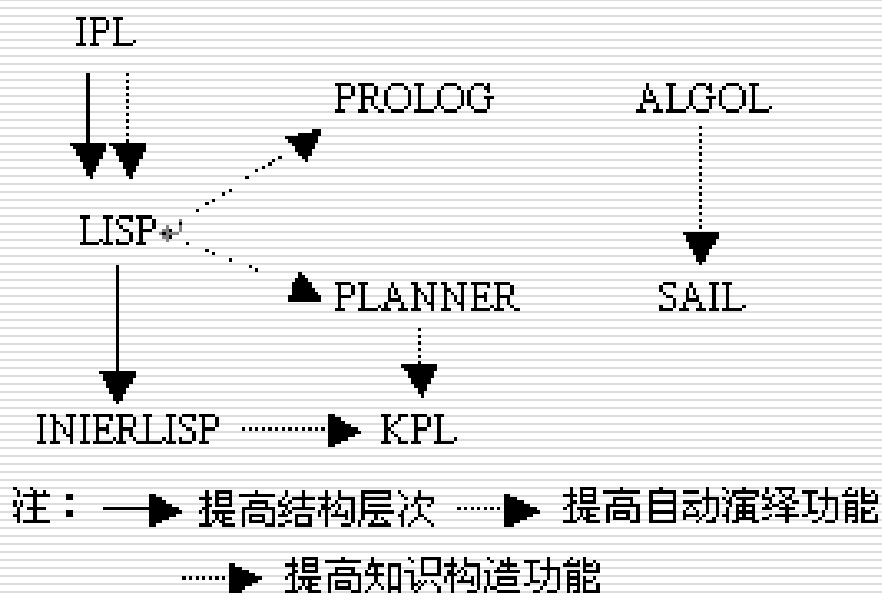 IPL
PROLOG ALGOL
LISP↵
PLANNER SAIL
INIERLISP KPL
注： 提高结构层次 提高自动演绎功能
提高知识构造功能